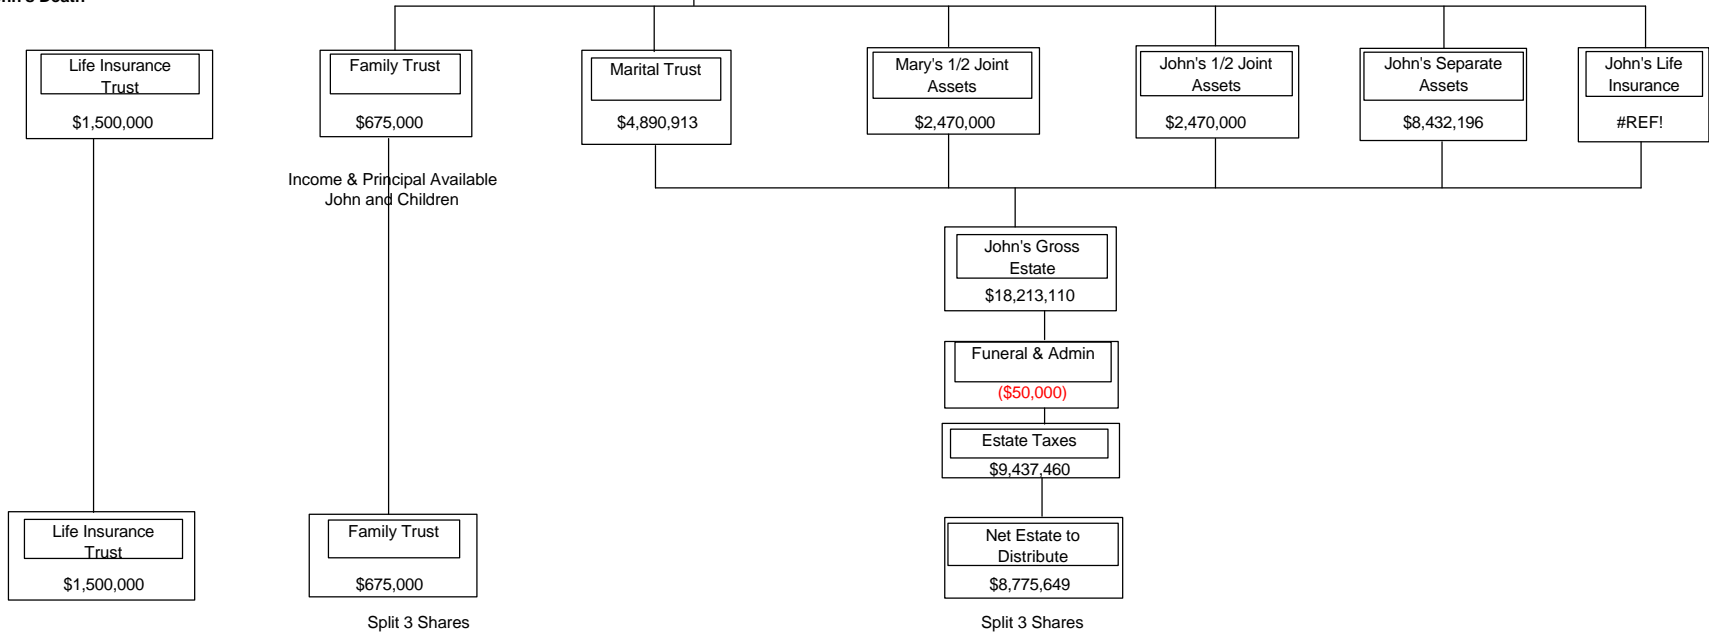 Life Insurance
Trust
$1,500,000
Family Trust
$675,000
Marital Trust
$4,890,913
Mary's 1/2 Joint
Assets
$2,470,000
John's 1/2 Joint
Assets
$2,470,000
John's Separate
Assets
$8,432,196
John's Life
Insurance
#REF!
Income & Principal Available
John and Children
John's Gross
Estate
$18,213,110
Funeral & Admin
($50,000)
Estate Taxes
$9,437,460
Life Insurance
Trust
$1,500,000
Family Trust
$675,000
Net Estate to
Distribute
$8,775,649
Split 3 Shares
Split 3 Shares